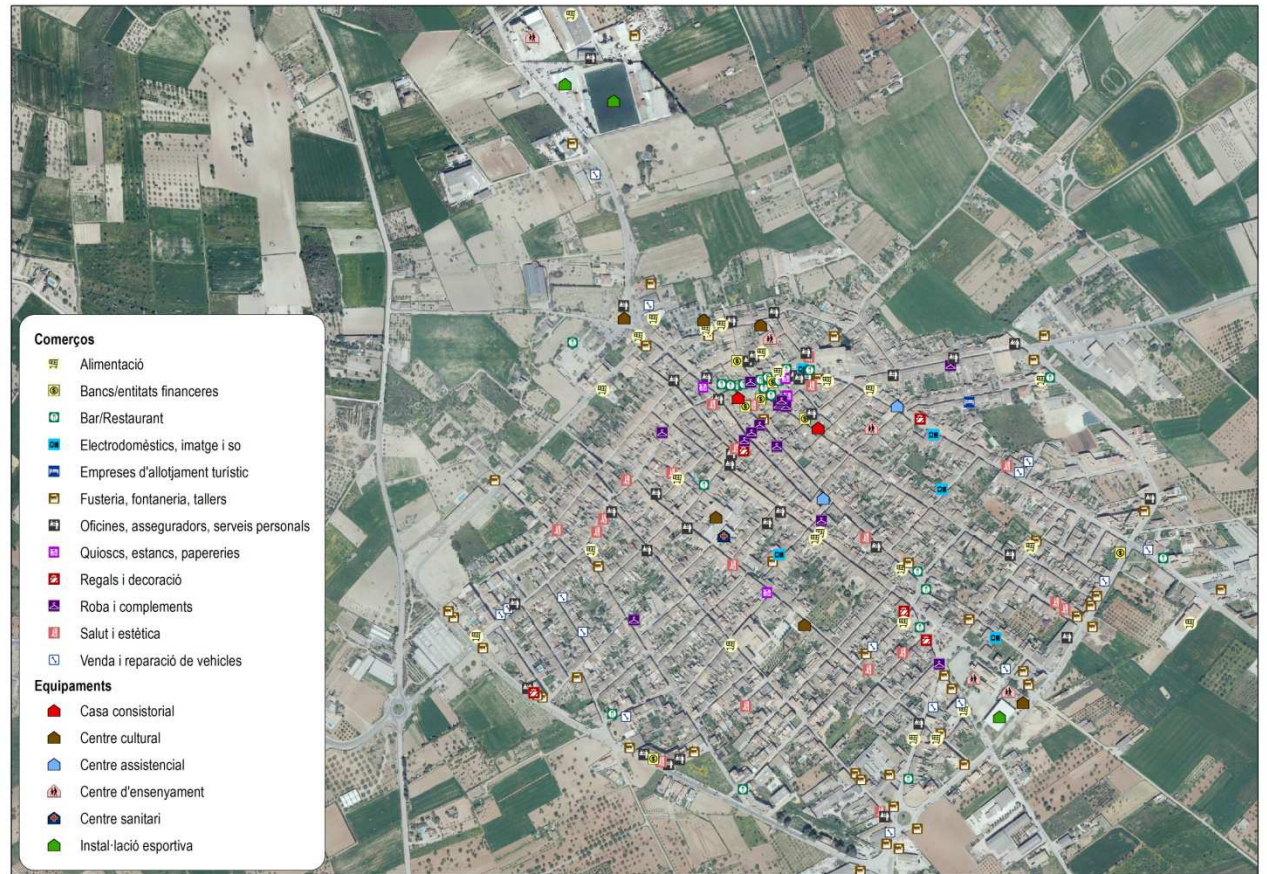 Comerços
Alimentació
Bancs/entitats financeres
Bar/Restaurant
Electrodomèstics, imatge i so
Empreses d'allotjament turístic
Fusteria, fontaneria, tallers
Oficines, asseguradors, serveis personals
Quioscs, estancs, papereries
Regals i decoració
Roba i complements
Salut i estètica
Venda i reparació de vehicles
Equipaments
Casa consistorial
Centre cultural
Centre assistencial
Centre d'ensenyament
Centre sanitari
Instal·lació esportiva